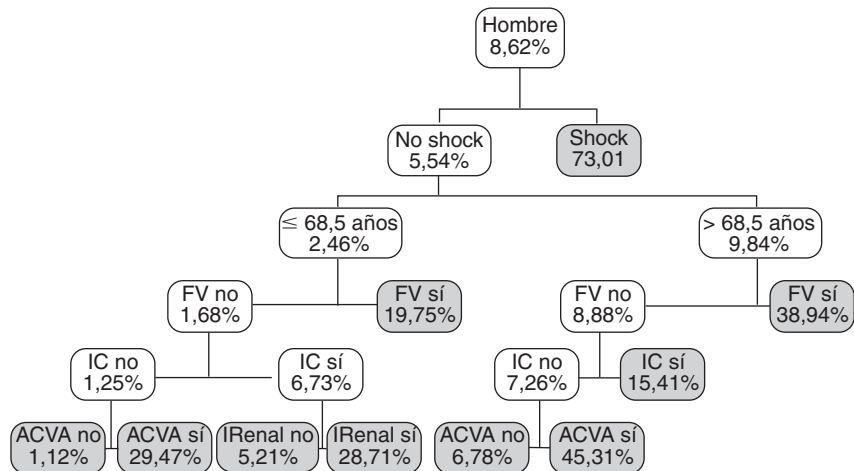 Hombre
8,62%
No shock
5,54%
Shock
73,01
≤ 68,5 años
2,46%
> 68,5 años
9,84%
FV no
1,68%
FV sí
19,75%
FV no
8,88%
FV sí
38,94%
IC no
1,25%
IC sí
6,73%
IC no
7,26%
IC sí
15,41%
ACVA no
1,12%
ACVA sí
29,47%
IRenal no
5,21%
IRenal sí
28,71%
ACVA no
6,78%
ACVA sí
45,31%